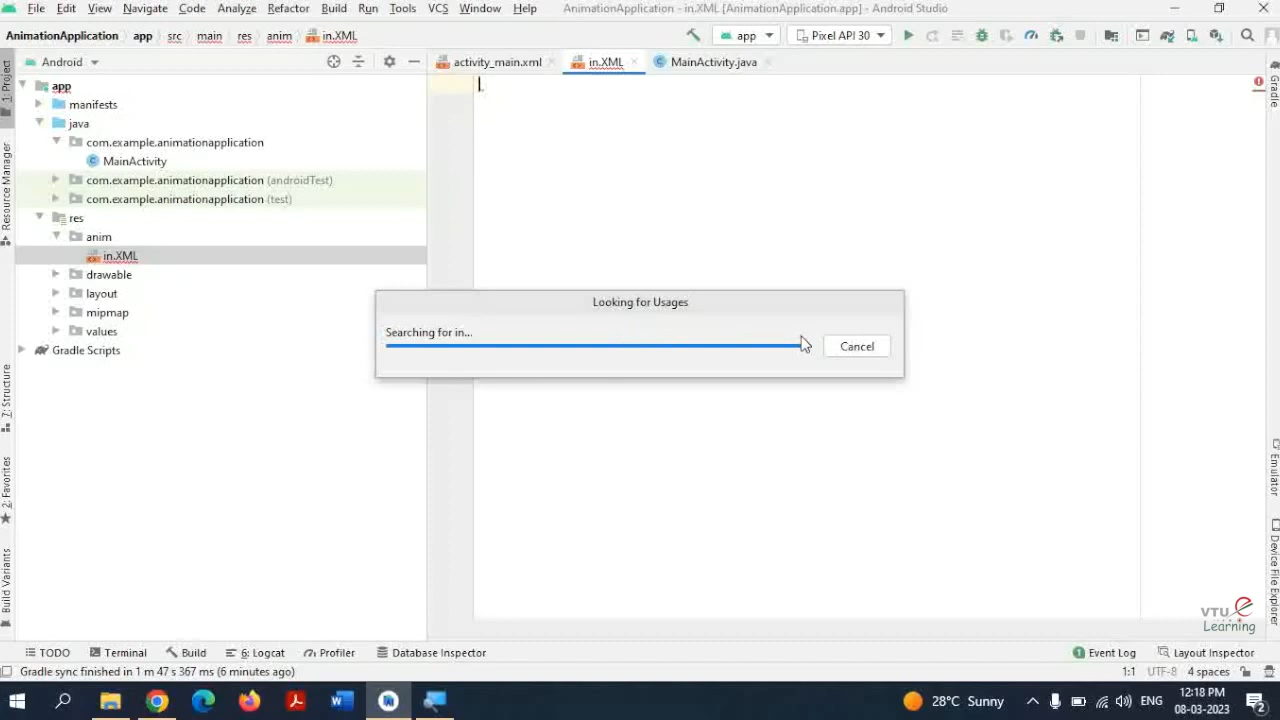 File Edit View Navigate Code Analyze Refactor Build Run Tools VCS Window Help AnimationApplication - in.XML [AnimationApplication.app] - Android Studio
AnimationApplication app src main res anim in.XML app Pixel API 30
Android
activity_main.xml in.XML MainActivity.java
1: Project
Resource Manager
7: Structure
2: Favorites
Build Variants
app
manifests
java
com.example.animationapplication
MainActivity
com.example.animationapplication (androidTest)
com.example.animationapplication (test)
res
anim
in.XML
drawable
layout
mipmap
values
Gradle Scripts
Looking for Usages
Searching for in...
Cancel
Gradle
Emulator
Device File Explorer
VTU e
Learning
TODO Terminal Build 6: Logcat Profiler Database Inspector Event Log Layout Inspector
Gradle sync finished in 1 m 47 s 367 ms (6 minutes ago) 1:1 UTF-8 4 spaces
28°C Sunny ENG 12:18 PM
08-03-2023 2